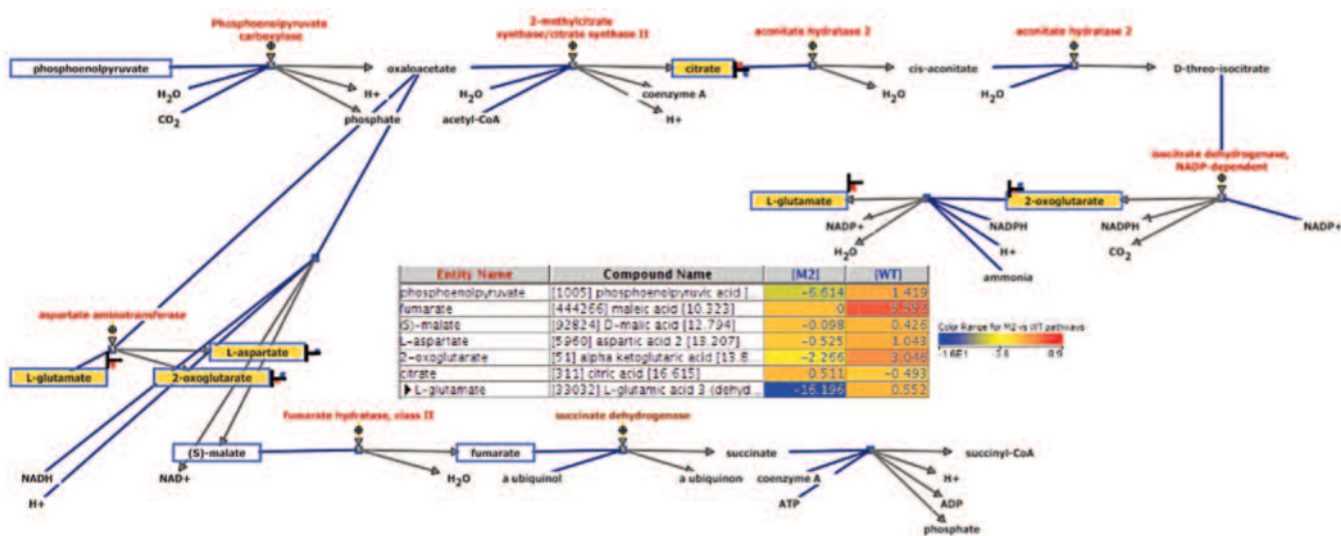 Phosphoenolpyruvate
carboxylase
2-methylcitrate
synthase/citrate synthase II
aconitate hydratase 2
aconitate hydratase 2
phosphoenolpyruvate
oxaloacetate
citrate
cis-aconitate
D-threo-isocitrate
H2O
CO2
H+
phosphate
H2O
acetyl-CoA
coenzyme A
H+
H2O
H2O
isocitrate dehydrogenase,
NADP-dependent
L-glutamate
2-oxoglutarate
NADP+
H2O
NADPH
H+
ammonia
NADPH
CO2
NADP+
Entity Name Compound Name [M2] [WT]
phosphoenolpyruvate [1005] phosphoenolpyruvic acid [... -6.614 1.419
fumarate [444266] maleic acid [10.323] 0
(S)-malate [92824] D-malic acid [12.794] -0.098 0.426
L-aspartate [5960] aspartic acid 2 [13.207] -0.525 1.043
2-oxoglutarate [51] alpha ketoglutaric acid [13.8 -2.266 3.046
citrate [311] citric acid [16.615] 0.511 -0.493
L-glutamate [33032] L-glutamic acid 3 (dehyd... -16.196 0.552
Color Range for M2 vs WT pathways
-1.6E1 -3.8 8.9
aspartate aminotransferase
L-aspartate
L-glutamate
2-oxoglutarate
fumarate hydratase, class II
succinate dehydrogenase
(S)-malate
fumarate
succinate
succinyl-CoA
NADH
H+
NAD+
H2O
a ubiquinol
a ubiquinon
coenzyme A
ATP
H+
ADP
phosphate